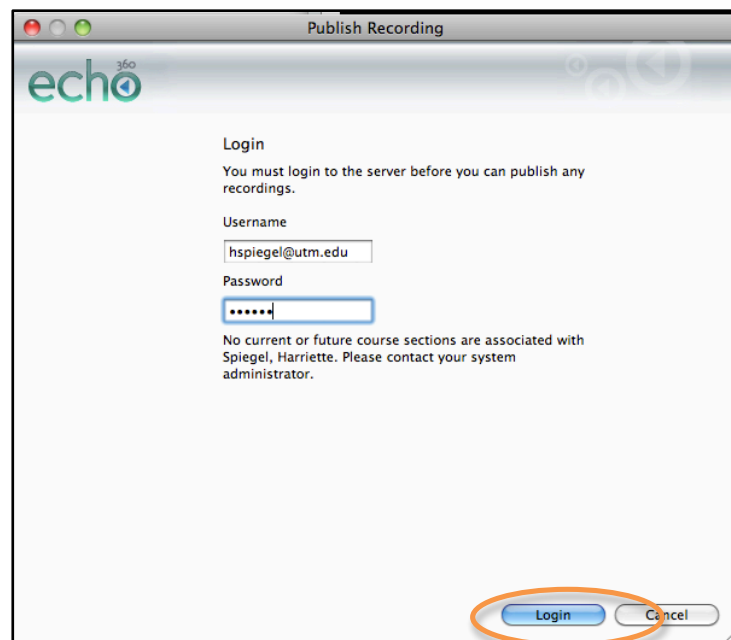 Publish Recording
echo
360
Login
You must login to the server before you can publish any
recordings.
Username
hspiegel@utm.edu
Password
••••••
No current or future course sections are associated with
Spiegel, Harriette. Please contact your system
administrator.
Login
Cancel